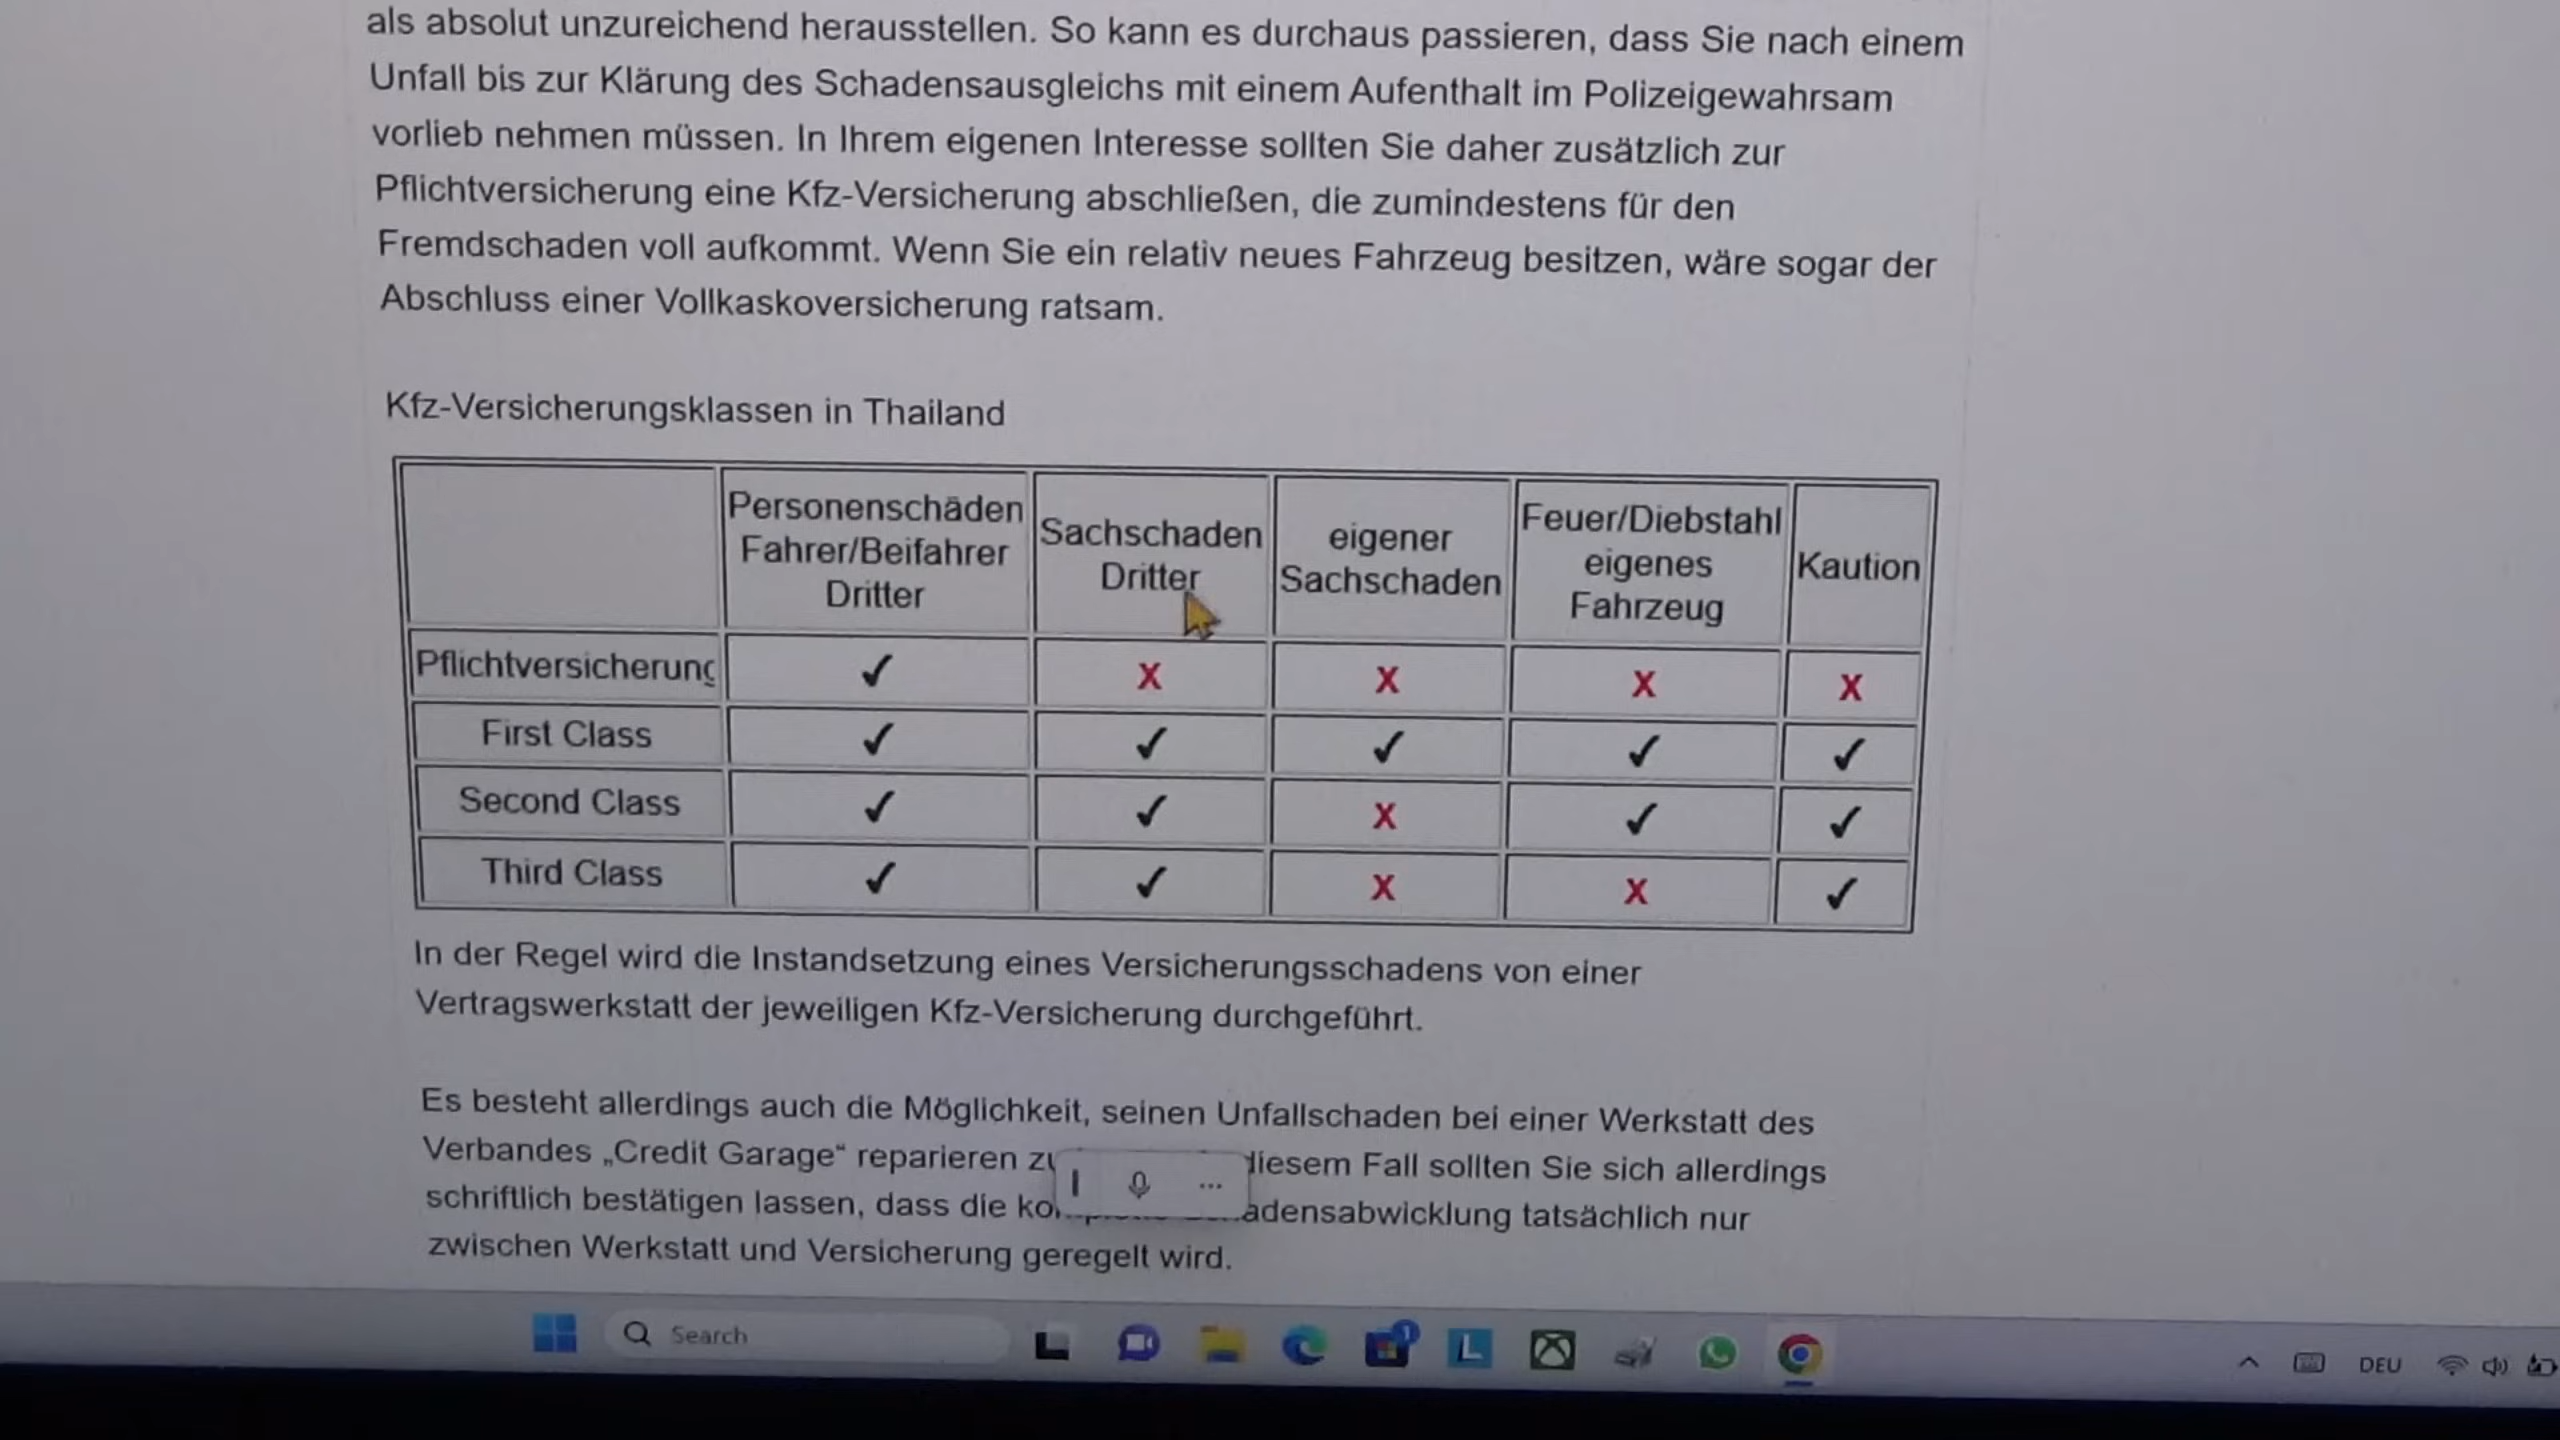 als absolut unzureichend herausstellen. So kann es durchaus passieren, dass Sie nach einem
Unfall bis zur Klärung des Schadensausgleichs mit einem Aufenthalt im Polizeigewahrsam
vorlieb nehmen müssen. In Ihrem eigenen Interesse sollten Sie daher zusätzlich zur
Pflichtversicherung eine Kfz-Versicherung abschließen, die zumindestens für den
Fremdschaden voll aufkommt. Wenn Sie ein relativ neues Fahrzeug besitzen, wäre sogar der
Abschluss einer Vollkaskoversicherung ratsam.
Kfz-Versicherungsklassen in Thailand
Personenschäden
Fahrer/Beifahrer
Dritter
Sachschaden
Dritter
eigener
Sachschaden
Feuer/Diebstahl
eigenes
Fahrzeug
Kaution
Pflichtversicherung ✓ X X X X
First Class ✓ ✓ ✓ ✓ ✓
Second Class ✓ ✓ X ✓ ✓
Third Class ✓ ✓ X X ✓
In der Regel wird die Instandsetzung eines Versicherungsschadens von einer
Vertragswerkstatt der jeweiligen Kfz-Versicherung durchgeführt.
Es besteht allerdings auch die Möglichkeit, seinen Unfallschaden bei einer Werkstatt des
Verbandes „Credit Garage“ reparieren diesem Fall sollten Sie sich allerdings
schriftlich bestätigen lassen, dass die tatsächlich nur
zwischen Werkstatt und Versicherung geregelt wird.
Search
1
L
DEU